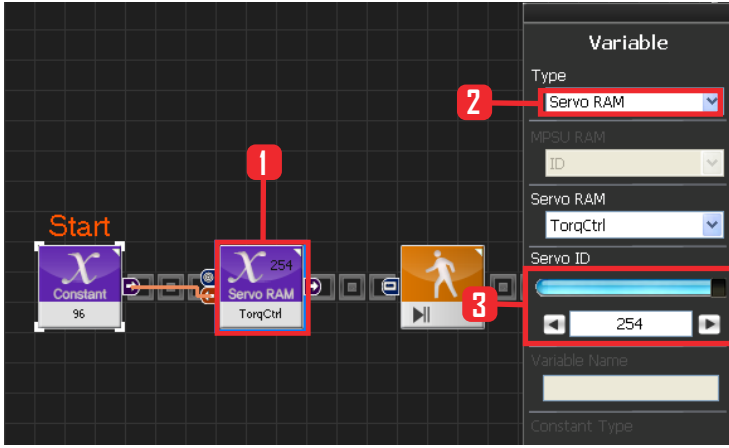 Start
Constant
96
1
254
Servo RAM
TorqCtrl
Variable
Type
2
Servo RAM
MPSU RAM
ID
Servo RAM
TorqCtrl
Servo ID
3
254
Variable Name
Constant Type